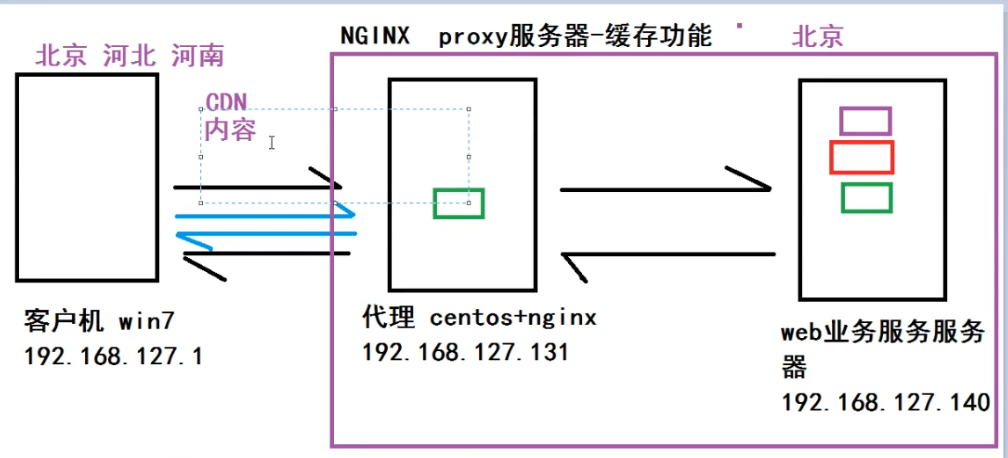 NGINX proxy服务器-缓存功能
北京
北京 河北 河南
CDN
内容
客户机 win7
192.168.127.1
代理 centos+nginx
192.168.127.131
web业务服务服务
器
192.168.127.140